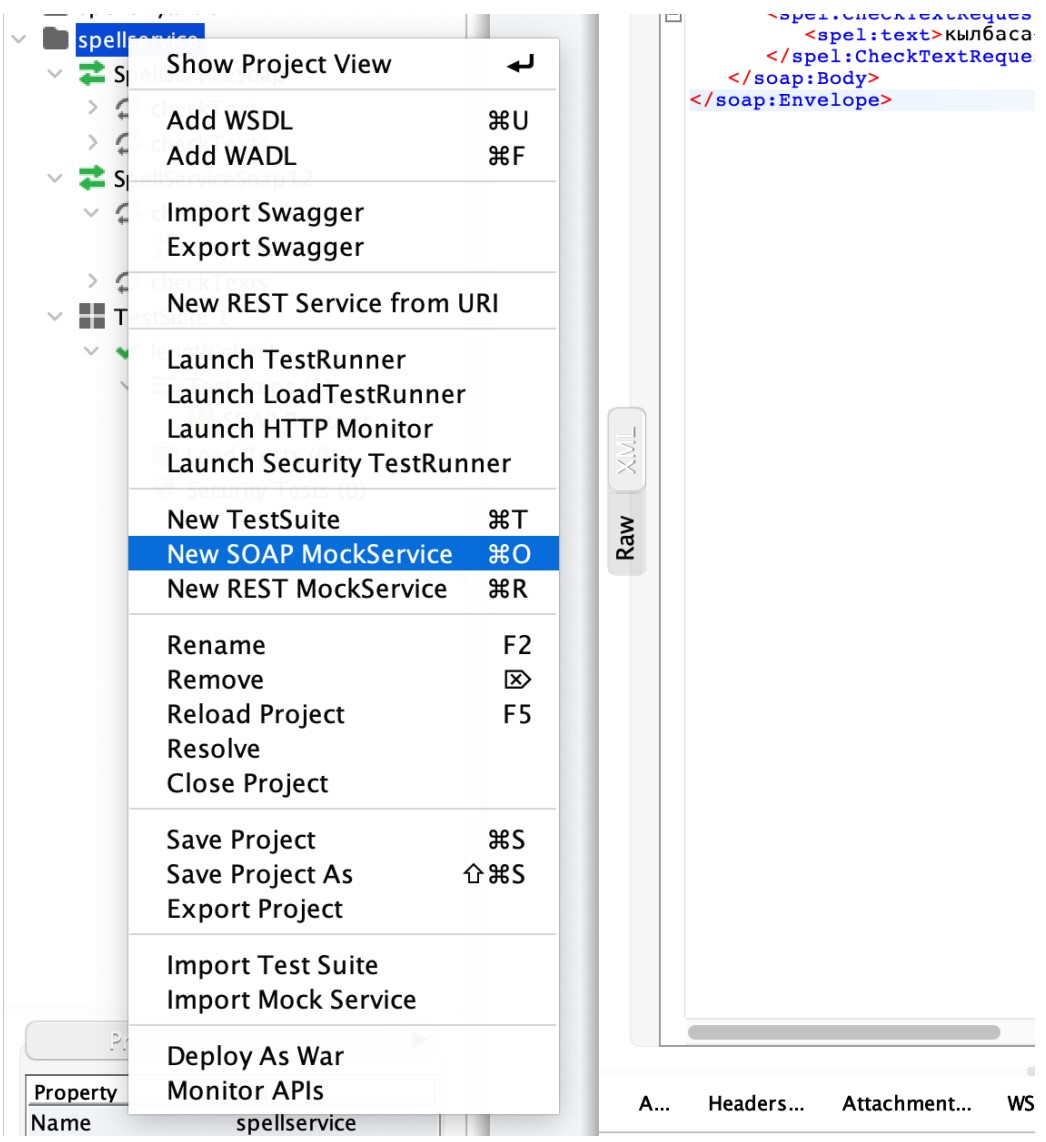 spellservice
Show Project View
Add WSDL ⌘U
Add WADL ⌘F
SpellServiceSoap12
Import Swagger
Export Swagger
checkTexts
New REST Service from URI
TestSuite 1
Launch TestRunner
Launch LoadTestRunner
Launch HTTP Monitor
Launch Security TestRunner
Security Tests (0)
New TestSuite ⌘T
New SOAP MockService ⌘O
New REST MockService ⌘R
Rename F2
Remove ⌦
Reload Project F5
Resolve
Close Project
Save Project ⌘S
Save Project As ⇧⌘S
Export Project
Import Test Suite
Import Mock Service
Deploy As War
Monitor APIs
Property
Name spellservice
<spel:CheckTextReques
<spel:text>кылбаса
</spel:CheckTextReque
</soap:Body>
</soap:Envelope>
XML
Raw
A... Headers... Attachment... WS